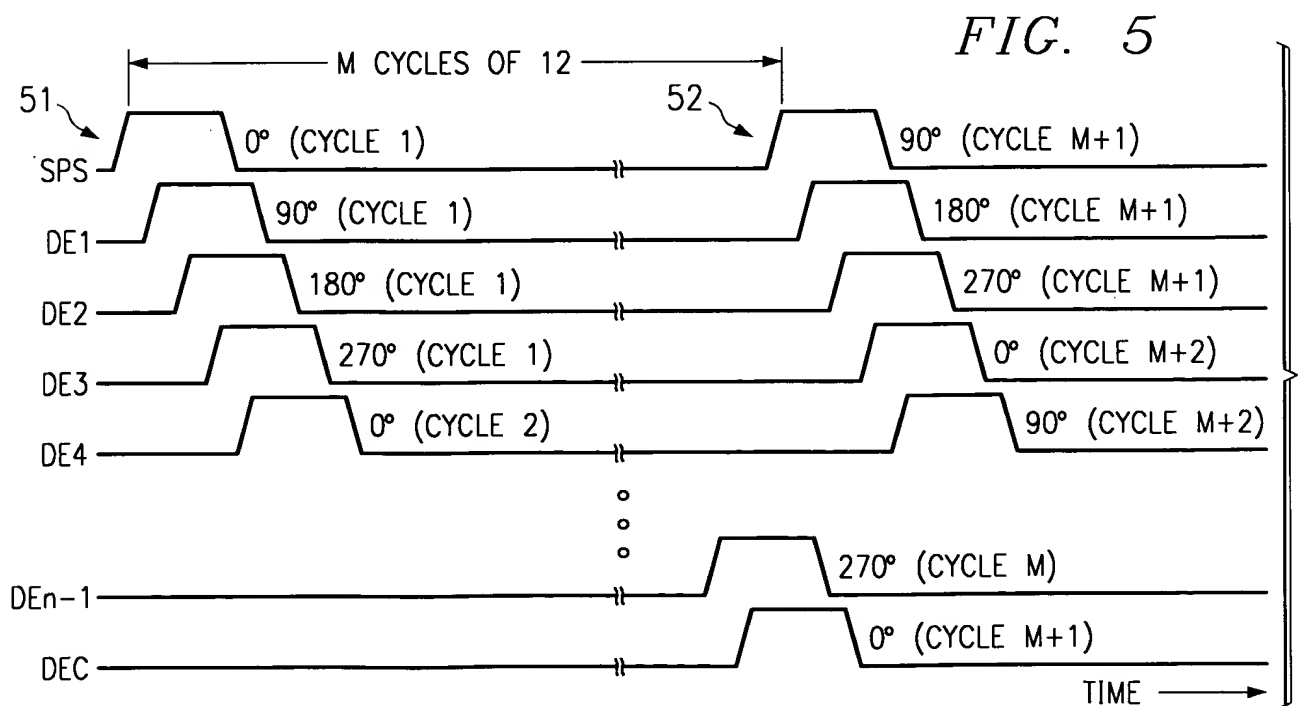 FIG. 5
M CYCLES OF 12
51
52
SPS
0° (CYCLE 1)
90° (CYCLE M+1)
DE1
90° (CYCLE 1)
180° (CYCLE M+1)
DE2
180° (CYCLE 1)
270° (CYCLE M+1)
DE3
270° (CYCLE 1)
0° (CYCLE M+2)
DE4
0° (CYCLE 2)
90° (CYCLE M+2)
DEn-1
270° (CYCLE M)
DEC
0° (CYCLE M+1)
TIME